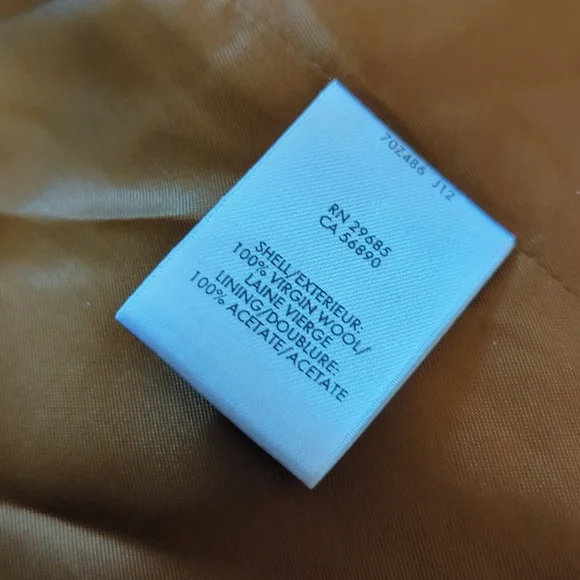 70Z486 J12
RN 29685
CA 56890
SHELL/EXTERIEUR:
100% VIRGIN WOOL/
LAINE VIERGE
LINING/DOUBLURE:
100% ACETATE/ACETATE